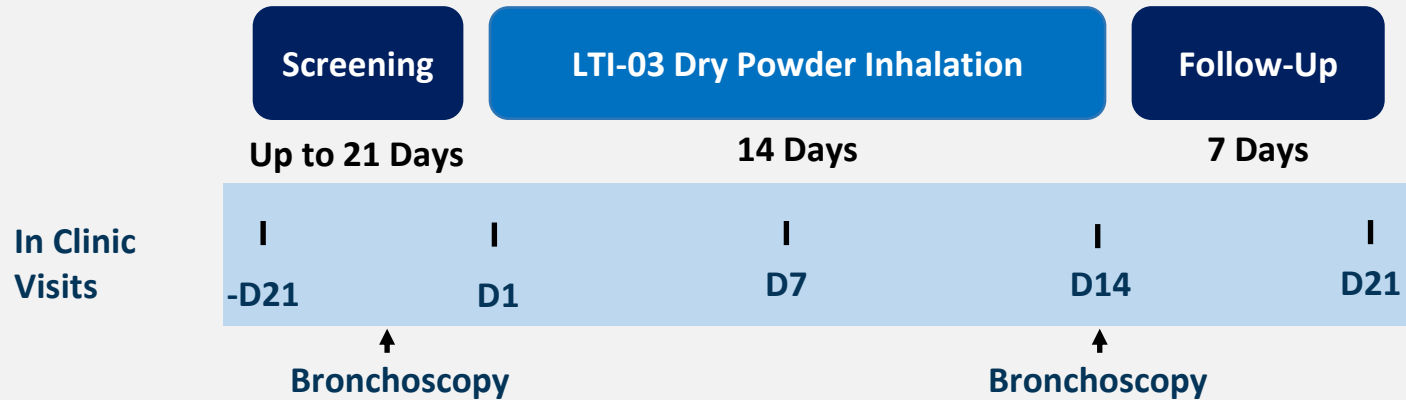 Screening
LTI-03 Dry Powder Inhalation
Follow-Up
Up to 21 Days
14 Days
7 Days
In Clinic
Visits
-D21
D1
D7
D14
D21
Bronchoscopy
Bronchoscopy